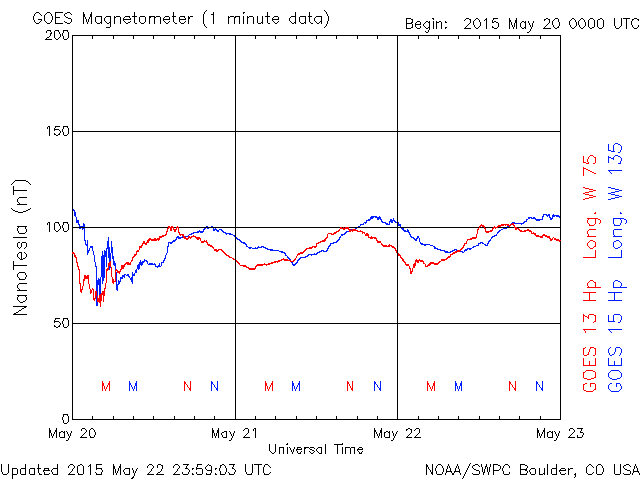 GOES Magnetometer (1 minute data)
Begin: 2015 May 20 0000 UTC
200
150
100
50
0
NanoTesla (nT)
M M N N M M N N M M N N
May 20 May 21 May 22 May 23
Universal Time
GOES 13 Hp Long. W 75
GOES 15 Hp Long. W 135
Updated 2015 May 22 23:59:03 UTC
NOAA/SWPC Boulder, CO USA